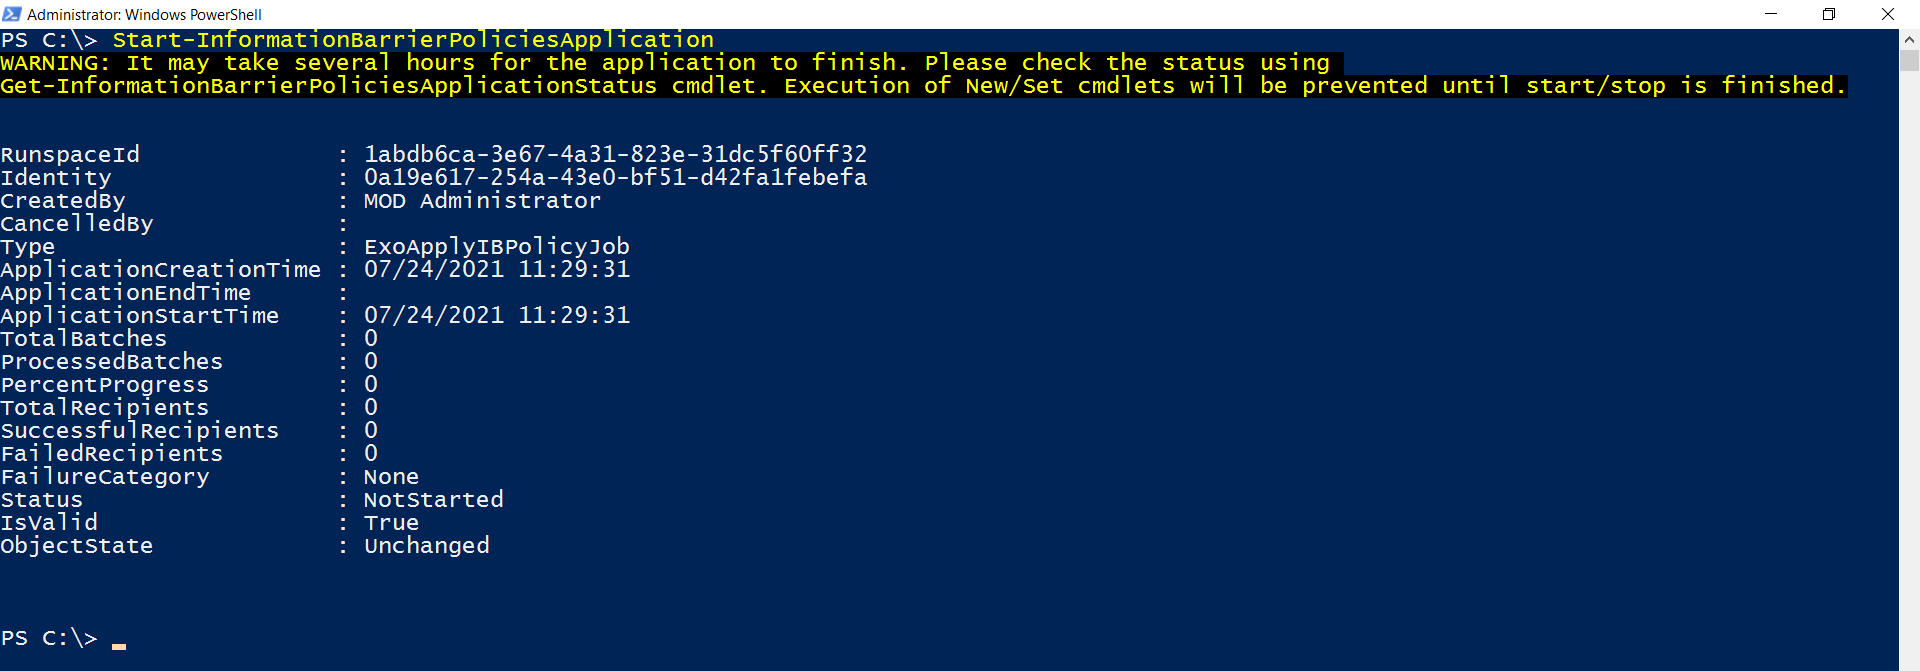 Administrator: Windows PowerShell
PS C:\> Start-InformationBarrierPoliciesApplication
WARNING: It may take several hours for the application to finish. Please check the status using
Get-InformationBarrierPoliciesApplicationStatus cmdlet. Execution of New/Set cmdlets will be prevented until start/stop is finished.
RunspaceId : 1abdb6ca-3e67-4a31-823e-31dc5f60ff32
Identity : 0a19e617-254a-43e0-bf51-d42fa1febefa
CreatedBy : MOD Administrator
CancelledBy :
Type : ExoApplyIBPolicyJob
ApplicationCreationTime : 07/24/2021 11:29:31
ApplicationEndTime :
ApplicationStartTime : 07/24/2021 11:29:31
TotalBatches : 0
ProcessedBatches : 0
PercentProgress : 0
TotalRecipients : 0
SuccessfulRecipients : 0
FailedRecipients : 0
FailureCategory : None
Status : NotStarted
IsValid : True
ObjectState : Unchanged
PS C:\> _